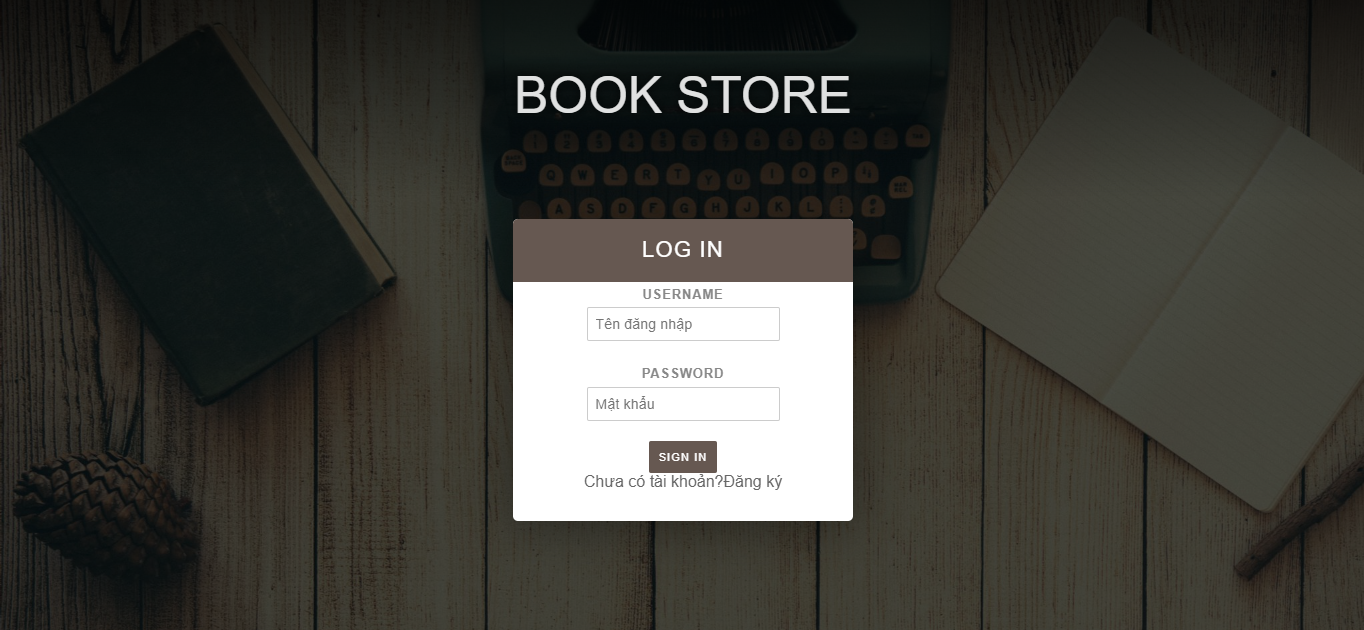 BOOK STORE
Q W E R T Y U I O P
A S D F G H J K L
LOG IN
USERNAME
Tên đăng nhập
PASSWORD
Mật khẩu
SIGN IN
Chưa có tài khoản?Đăng ký